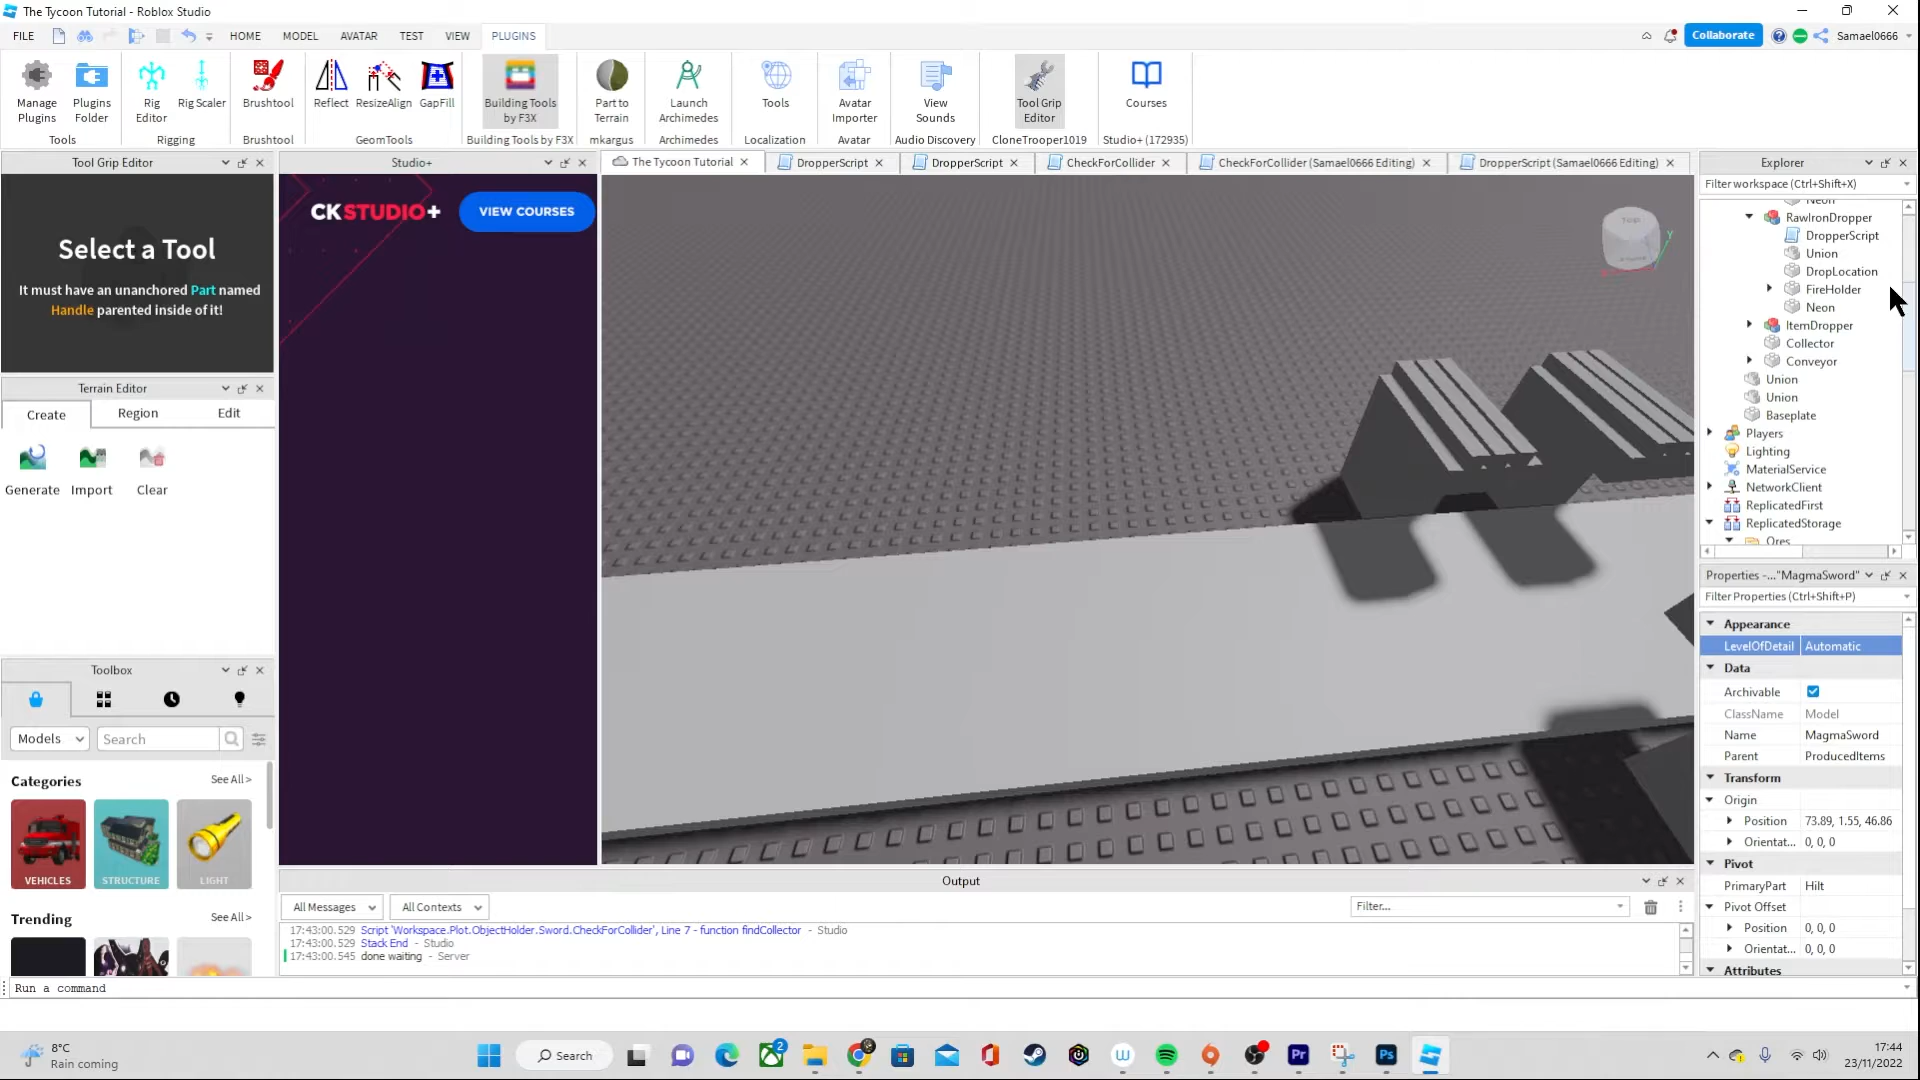 The Tycoon Tutorial - Roblox Studio
FILE HOME MODEL AVATAR TEST VIEW PLUGINS
Collaborate Samael0666
Manage Plugins
Plugins Folder
Tools
Rig Editor
Rig Scaler
Rigging
Brushtool
Brushtool
Reflect ResizeAlign GapFill
GeomTools
Building Tools by F3X
Building Tools by F3X
Part to Terrain
mkargus
Launch Archimedes
Archimedes
Tools
Localization
Avatar Importer
Avatar
View Sounds
Audio Discovery
Tool Grip Editor
CloneTrooper1019
Courses
Studio+ (172935)
Tool Grip Editor
Select a Tool
It must have an unanchored Part named
Handle parented inside of it!
Terrain Editor
Create Region Edit
Generate Import Clear
Toolbox
Models Search
Categories See All >
VEHICLES STRUCTURE LIGHT
Trending See All >
Studio+
CKSTUDIO+ VIEW COURSES
The Tycoon Tutorial DropperScript DropperScript CheckForCollider CheckForCollider (Samael0666 Editing) DropperScript (Samael0666 Editing)
Output
All Messages All Contexts Filter...
17:43:00.529 Script 'Workspace.Plot.ObjectHolder.Sword.CheckForCollider', Line 7 - function findCollector - Studio
17:43:00.529 Stack End - Studio
17:43:00.545 done waiting - Server
Run a command
Explorer
Filter workspace (Ctrl+Shift+X)
Neon
RawIronDropper
DropperScript
Union
DropLocation
FireHolder
Neon
ItemDropper
Collector
Conveyor
Union
Union
Baseplate
Players
Lighting
MaterialService
NetworkClient
ReplicatedFirst
ReplicatedStorage
Ores
Properties -..."MagmaSword"
Filter Properties (Ctrl+Shift+P)
Appearance
LevelOfDetail Automatic
Data
Archivable
ClassName Model
Name MagmaSword
Parent ProducedItems
Transform
Origin
Position 73.89, 1.55, 46.86
Orientat... 0, 0, 0
Pivot
PrimaryPart Hilt
Pivot Offset
Position 0, 0, 0
Orientat... 0, 0, 0
Attributes
8°C
Rain coming
Search
2
Pr
Ps
17:44
23/11/2022